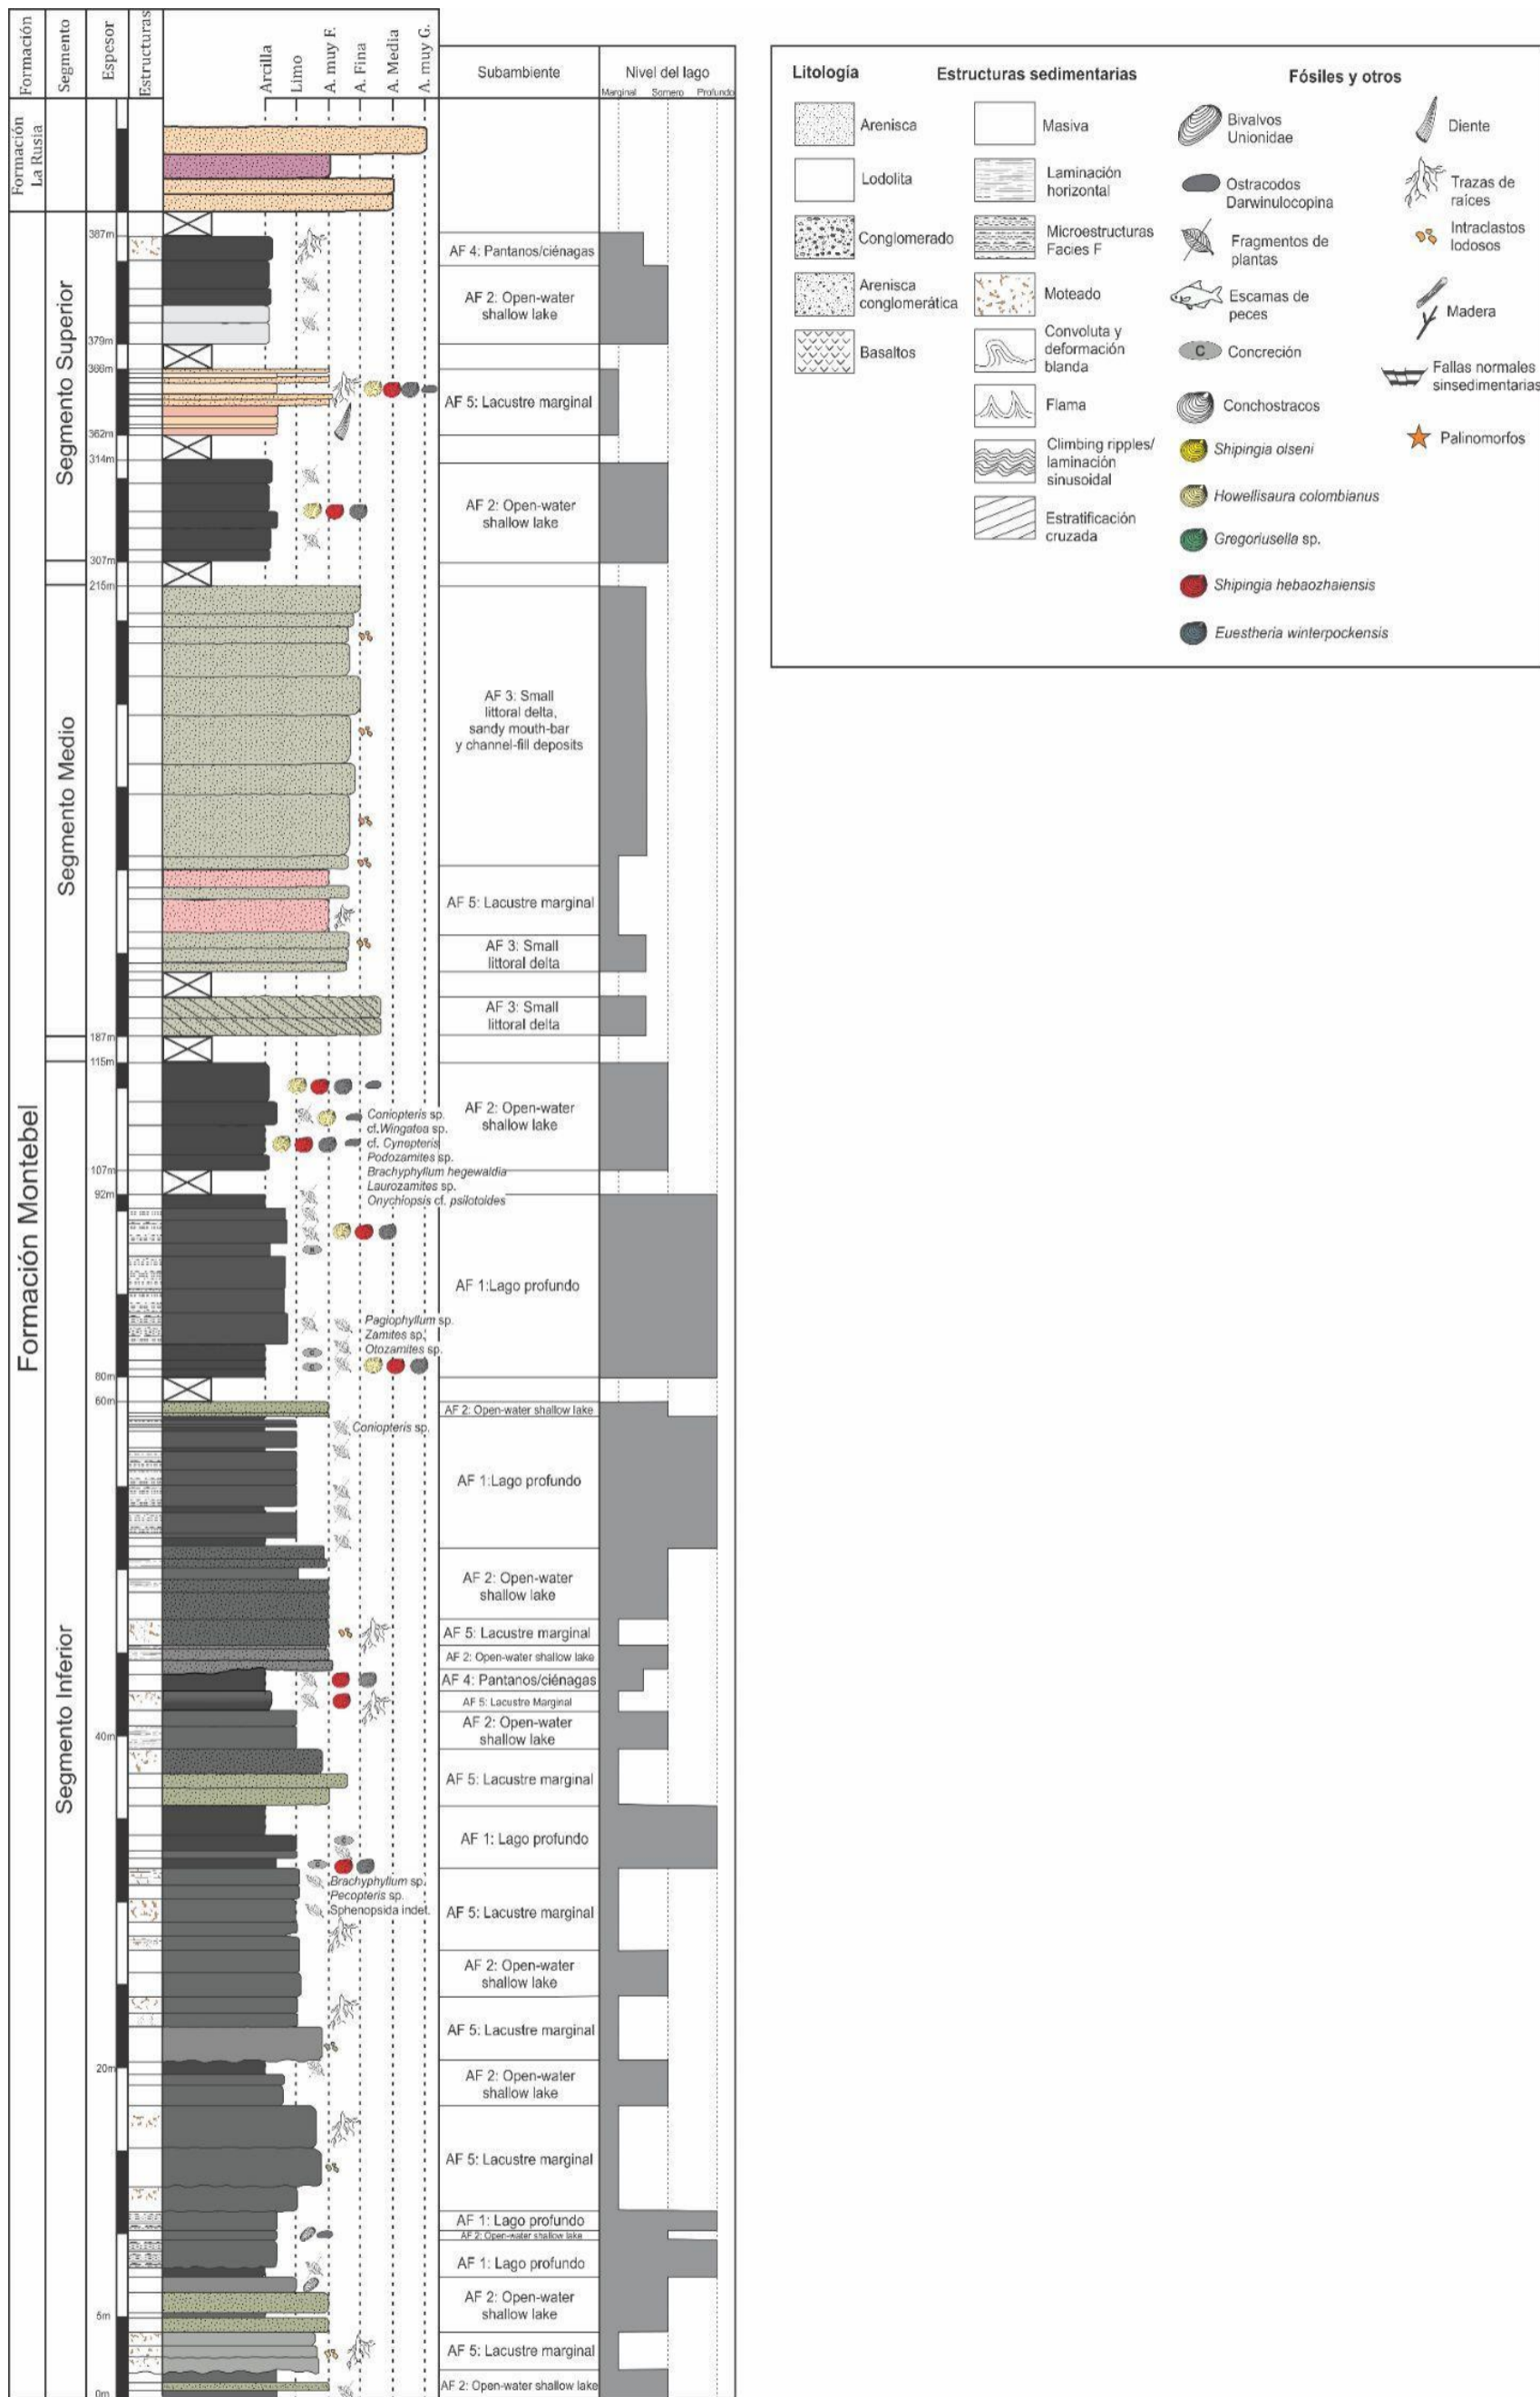 Formación
Segmento
Espesor
Estructuras
Arcilla
Limo
A. muy F.
A. Fina
A. Media
A. muy G.
Subambiente
Nivel del lago
Marginal
Somero
Profundo
Formación
La Rusia
Formación Montebel
Segmento Superior
387m
AF 4: Pantanos/ciénagas
AF 2: Open-water
shallow lake
379m
366m
AF 5: Lacustre marginal
362m
314m
AF 2: Open-water
shallow lake
307m
Segmento Medio
215m
AF 3: Small
littoral delta,
sandy mouth-bar
y channel-fill deposits
AF 5: Lacustre marginal
AF 3: Small
littoral delta
AF 3: Small
littoral delta
187m
Segmento Inferior
115m
AF 2: Open-water
shallow lake
Coniopteris sp.
cf.Wingatea sp.
cf. Cynepteris
Podozamites sp.
Brachyphyllum hegewaldia
Laurozamites sp.
Onychiopsis cf. psilotoides
107m
92m
AF 1:Lago profundo
Pagiophyllum sp.
Zamites sp.
Otozamites sp.
C
C
80m
60m
AF 2: Open-water shallow lake
Coniopteris sp.
AF 1:Lago profundo
AF 2: Open-water
shallow lake
AF 5: Lacustre marginal
AF 2: Open-water shallow lake
AF 4: Pantanos/ciénagas
AF 5: Lacustre Marginal
AF 2: Open-water
shallow lake
40m
AF 5: Lacustre marginal
AF 1: Lago profundo
Brachyphyllum sp.
Pecopteris sp.
Sphenopsida indet.
AF 5: Lacustre marginal
AF 2: Open-water
shallow lake
AF 5: Lacustre marginal
20m
AF 2: Open-water
shallow lake
AF 5: Lacustre marginal
AF 1: Lago profundo
AF 2: Open-water shallow lake
AF 1: Lago profundo
AF 2: Open-water
shallow lake
5m
AF 5: Lacustre marginal
AF 2: Open-water shallow lake
0m
Litología
Arenisca
Lodolita
Conglomerado
Arenisca
conglomerática
Basaltos
Estructuras sedimentarias
Masiva
Laminación
horizontal
Microestructuras
Facies F
Moteado
Convoluta y
deformación
blanda
Flama
Climbing ripples/
laminación
sinusoidal
Estratificación
cruzada
Fósiles y otros
Bivalvos
Unionidae
Ostracodos
Darwinulocopina
Fragmentos de
plantas
Escamas de
peces
C
Concreción
Conchostracos
Shipingia olseni
Howellisaura colombianus
Gregoriusella sp.
Shipingia hebaozhaiensis
Euestheria winterpockensis
Diente
Trazas de
raíces
Intraclastos
lodosos
Madera
Fallas normales
sinsedimentarias
Palinomorfos